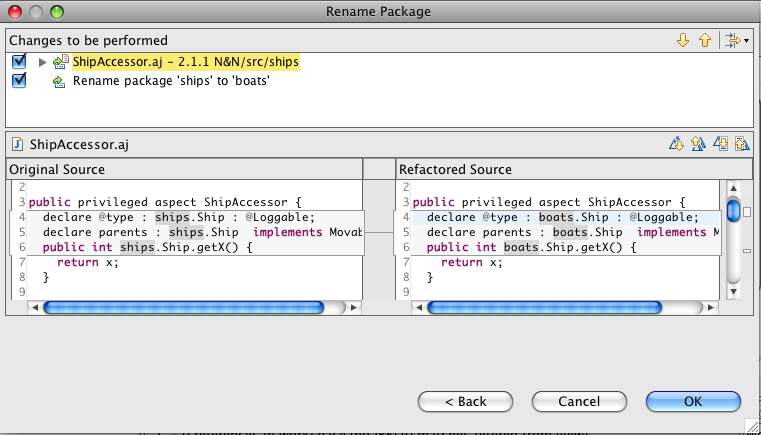 Rename Package
Changes to be performed
ShipAccessor.aj – 2.1.1 N&N/src/ships
Rename package 'ships' to 'boats'
ShipAccessor.aj
Original Source
2
3 public privileged aspect ShipAccessor {
4 declare @type : ships.Ship : @Loggable;
5 declare parents : ships.Ship implements Movab
6 public int ships.Ship.getX() {
7 return x;
8 }
9
Refactored Source
2
3 public privileged aspect ShipAccessor {
4 declare @type : boats.Ship : @Loggable;
5 declare parents : boats.Ship implements M
6 public int boats.Ship.getX() {
7 return x;
8 }
9
< Back
Cancel
OK